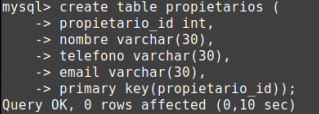 mysql> create table propietarios (
    -> propietario_id int,
    -> nombre varchar(30),
    -> telefono varchar(30),
    -> email varchar(30),
    -> primary key(propietario_id));
Query OK, 0 rows affected (0,10 sec)